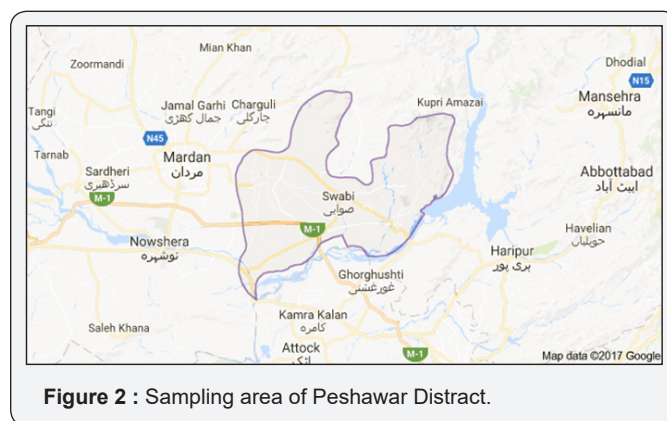 Mian Khan
Zoormandi
Dhodial
N15
Kupri Amazai
Mansehra
مانسہرہ
Tangi
تنگی
Jamal Garhi
جمال گڑھی
Charguli
چارگلی
N45
Tarnab
Mardan
مردان
Sardheri
سرڈھیری
M-1
Abbottabad
ایبٹ آباد
Swabi
صوابی
M-1
Havelian
حویلیاں
Nowshera
نوشہرہ
Haripur
ہری پور
Ghorghushti
غورغشتی
Kamra Kalan
کامرہ
Saleh Khana
Attock
M-1
Map data ©2017 Google
Figure 2 : Sampling area of Peshawar Distract.